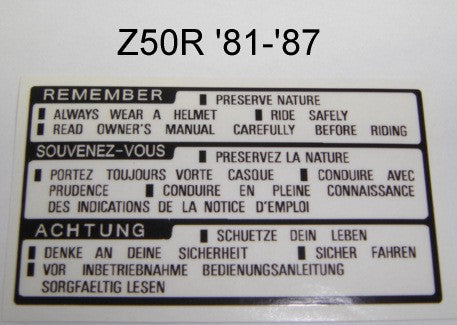 Z50R '81-'87
REMEMBER ▮ PRESERVE NATURE
▮ ALWAYS WEAR A HELMET ▮ RIDE SAFELY
▮ READ OWNER'S MANUAL CAREFULLY BEFORE RIDING
SOUVENEZ-VOUS ▮ PRESERVEZ LA NATURE
▮ PORTEZ TOUJOURS VORTE CASQUE ▮ CONDUIRE AVEC
PRUDENCE ▮ CONDUIRE EN PLEINE CONNAISSANCE
DES INDICATIONS DE LA NOTICE D'EMPLOI
ACHTUNG ▮ SCHUETZE DEIN LEBEN
▮ DENKE AN DEINE SICHERHEIT ▮ SICHER FAHREN
▮ VOR INBETRIEBNAHME BEDIENUNGSANLEITUNG
SORGFAELTIG LESEN